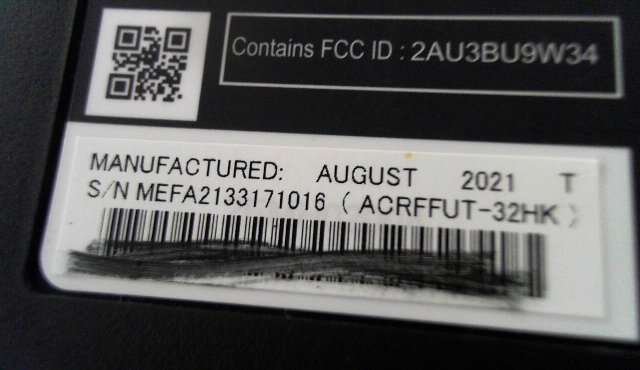 Contains FCC ID : 2AU3BU9W34
MANUFACTURED: AUGUST 2021 T
S/N MEFA2133171016 ( ACRFFUT-32HK )